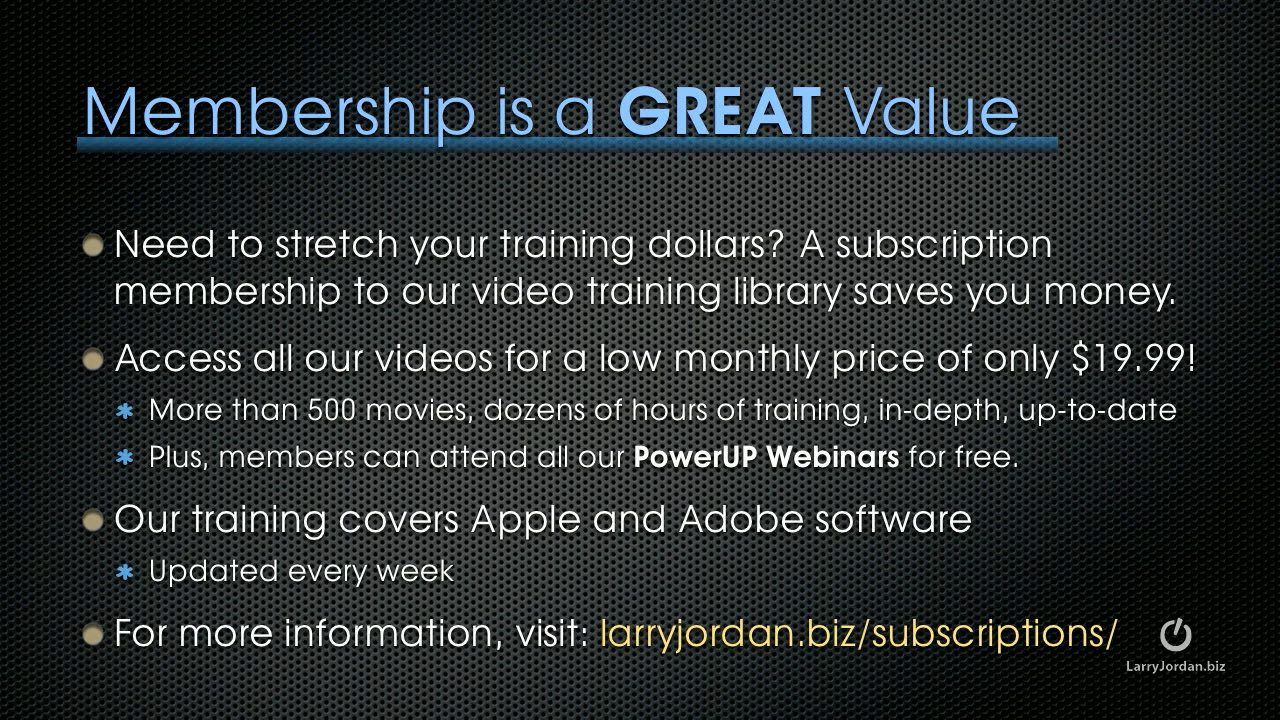 Membership is a GREAT Value
Need to stretch your training dollars? A subscription
membership to our video training library saves you money.
Access all our videos for a low monthly price of only $19.99!
More than 500 movies, dozens of hours of training, in-depth, up-to-date
Plus, members can attend all our PowerUP Webinars for free.
Our training covers Apple and Adobe software
Updated every week
For more information, visit: larryjordan.biz/subscriptions/
LarryJordan.biz